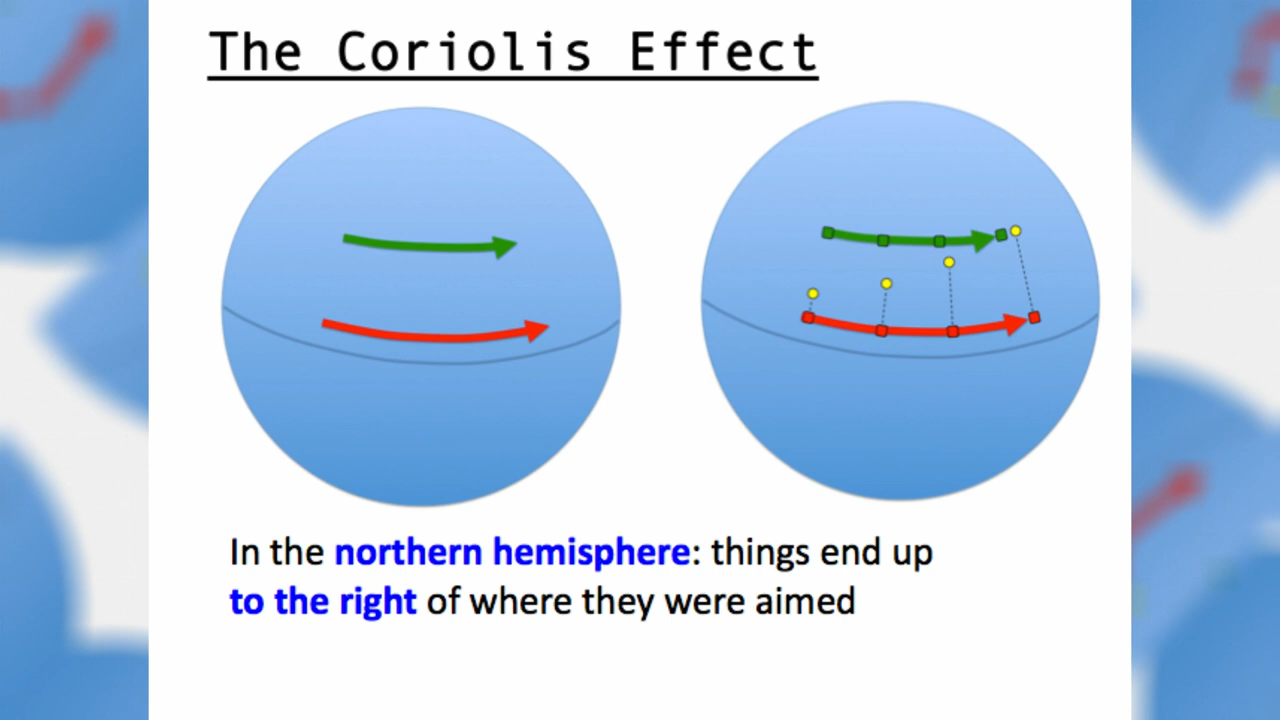 The Coriolis Effect
In the northern hemisphere: things end up
to the right of where they were aimed